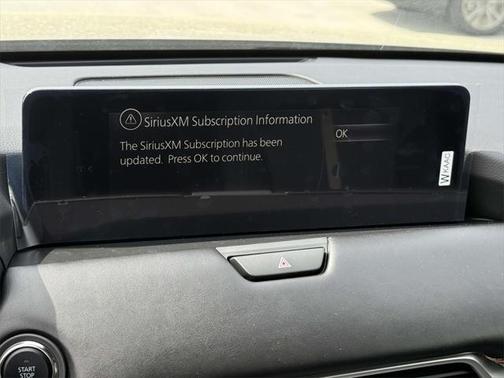 SiriusXM Subscription Information
The SiriusXM Subscription has been
updated. Press OK to continue.
OK
START
STOP